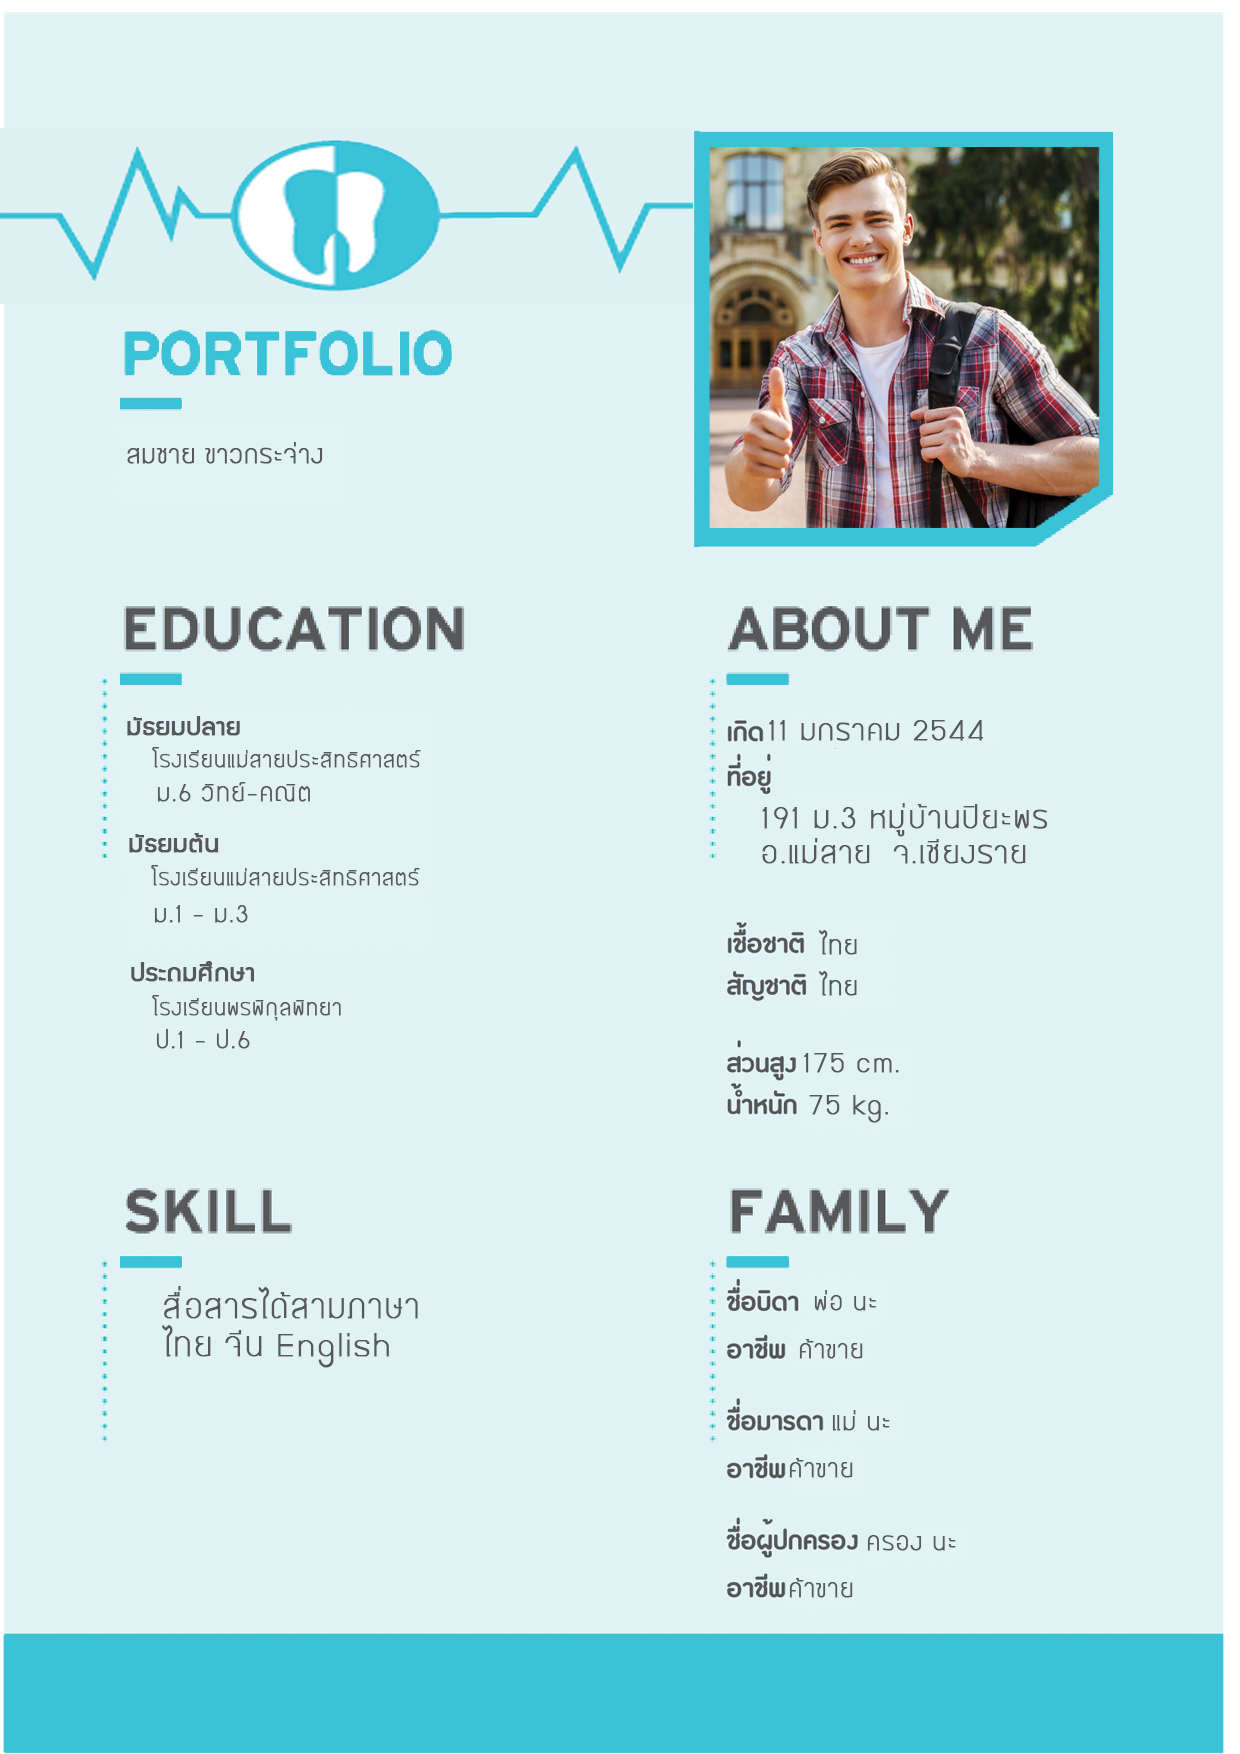 PORTFOLIO
สมชาย ขาวกระจ่าง
EDUCATION
มัธยมปลาย
โรงเรียนแม่สายประสิทธิศาสตร์
ม.6 วิทย์-คณิต
มัธยมต้น
โรงเรียนแม่สายประสิทธิศาสตร์
ม.1 - ม.3
ประถมศึกษา
โรงเรียนพรพิกุลพิทยา
ป.1 - ป.6
ABOUT ME
เกิด 11 มกราคม 2544
ที่อยู่
191 ม.3 หมู่บ้านปิยะพร
อ.แม่สาย จ.เชียงราย
เชื้อชาติ ไทย
สัญชาติ ไทย
ส่วนสูง 175 cm.
น้ำหนัก 75 kg.
SKILL
สื่อสารได้สามภาษา
ไทย จีน English
FAMILY
ชื่อบิดา พ่อ นะ
อาชีพ ค้าขาย
ชื่อมารดา แม่ นะ
อาชีพ ค้าขาย
ชื่อผู้ปกครอง ครอง นะ
อาชีพ ค้าขาย